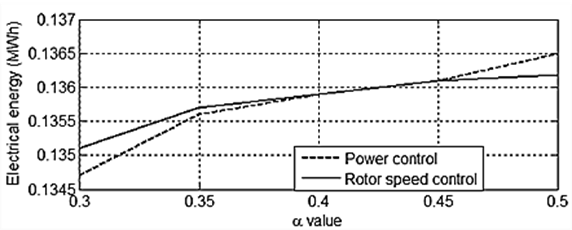 0.137
0.1365
0.136
0.1355
0.135
0.1345
Electrical energy (MWh)
Power control
Rotor speed control
0.3 0.35 0.4 0.45 0.5
α value